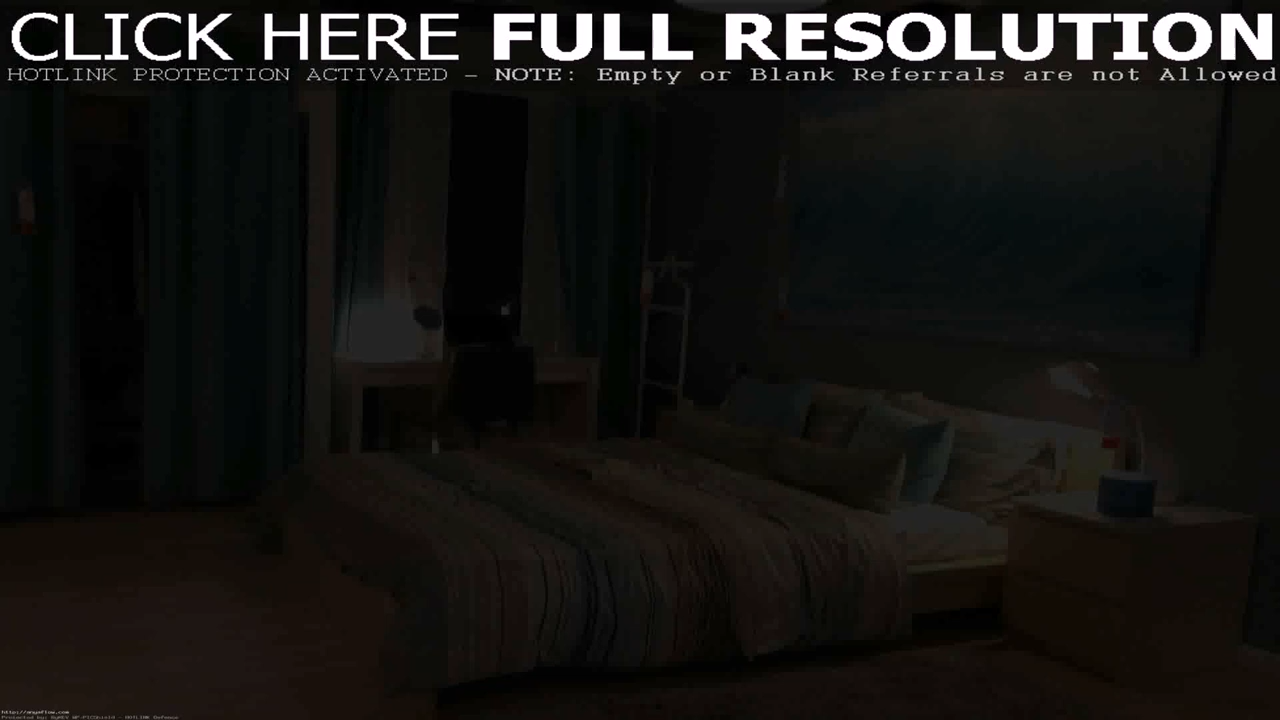 CLICK HERE FULL RESOLUTION
HOTLINK PROTECTION ACTIVATED – NOTE: Empty or Blank Referrals are not Allowed